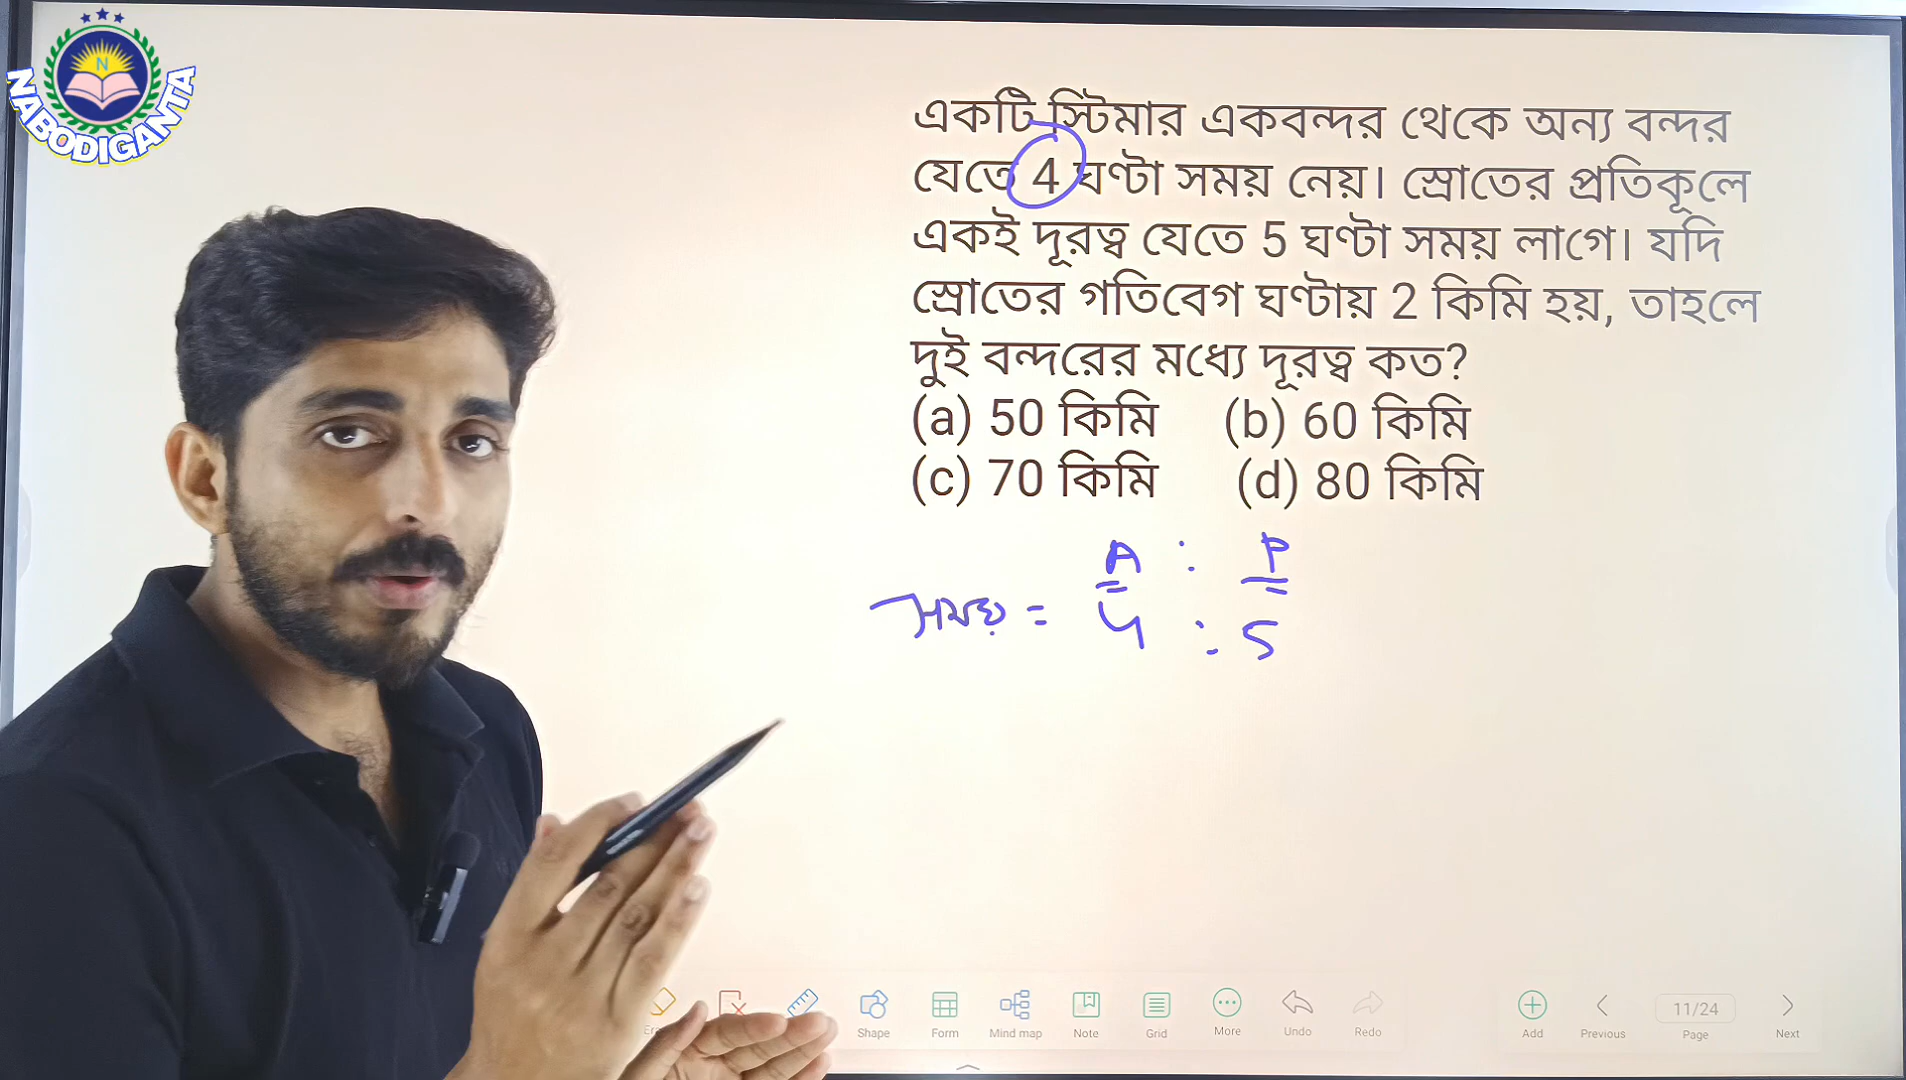 N
NABODIGANTA
একটি স্টিমার একবন্দর থেকে অন্য বন্দর
যেতে 4 ঘণ্টা সময় নেয়। স্রোতের প্রতিকূলে
একই দূরত্ব যেতে 5 ঘণ্টা সময় লাগে। যদি
স্রোতের গতিবেগ ঘণ্টায় 2 কিমি হয়, তাহলে
দুই বন্দরের মধ্যে দূরত্ব কত?
(a) 50 কিমি (b) 60 কিমি
(c) 70 কিমি (d) 80 কিমি
A : P
সময় = 4 : 5
Shape Form Mind map Note Grid More Undo Redo Add Previous 11/24 Page Next